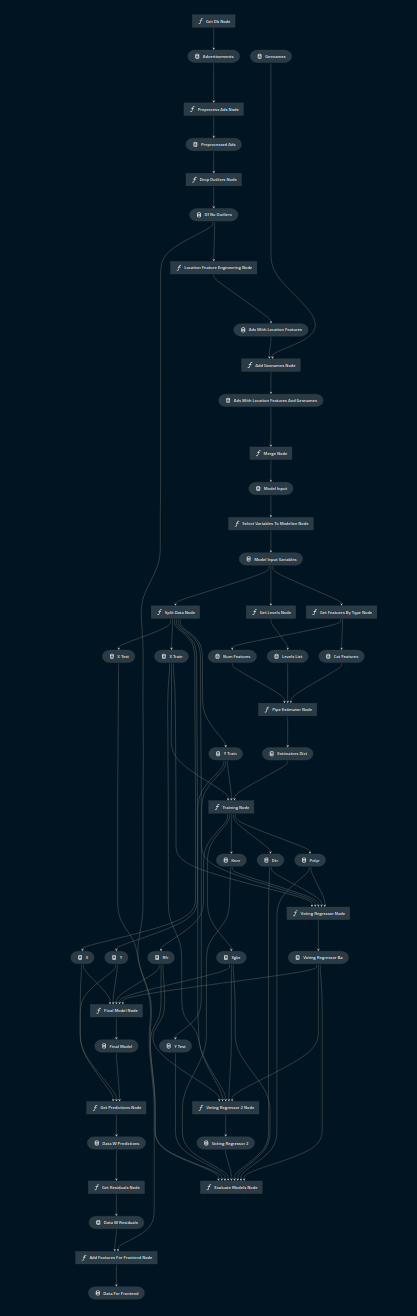 Get Db Node
Advertisements
Geonames
Preprocess Ads Node
Preprocessed Ads
Drop Outliers Node
Df No Outliers
Location Feature Engineering Node
Ads With Location Features
Add Geonames Node
Ads With Location Features And Geonames
Merge Node
Model Input
Select Variables To Modelize Node
Model Input Variables
Split Data Node
Get Levels Node
Get Features By Type Node
X Test
X Train
Num Features
Levels List
Cat Features
Pipe Estimator Node
Y Train
Estimators Dict
Training Node
Knnr
Dtr
Polyr
Voting Regressor Node
X
Y
Rfr
Xgbr
Voting Regressor
Final Model Node
Final Model
Y Test
Get Predictions Node
Voting Regressor 2 Node
Data W Predictions
Voting Regressor 2
Get Residuals Node
Evaluate Models Node
Data W Residuals
Add Features For Frontend Node
Data For Frontend